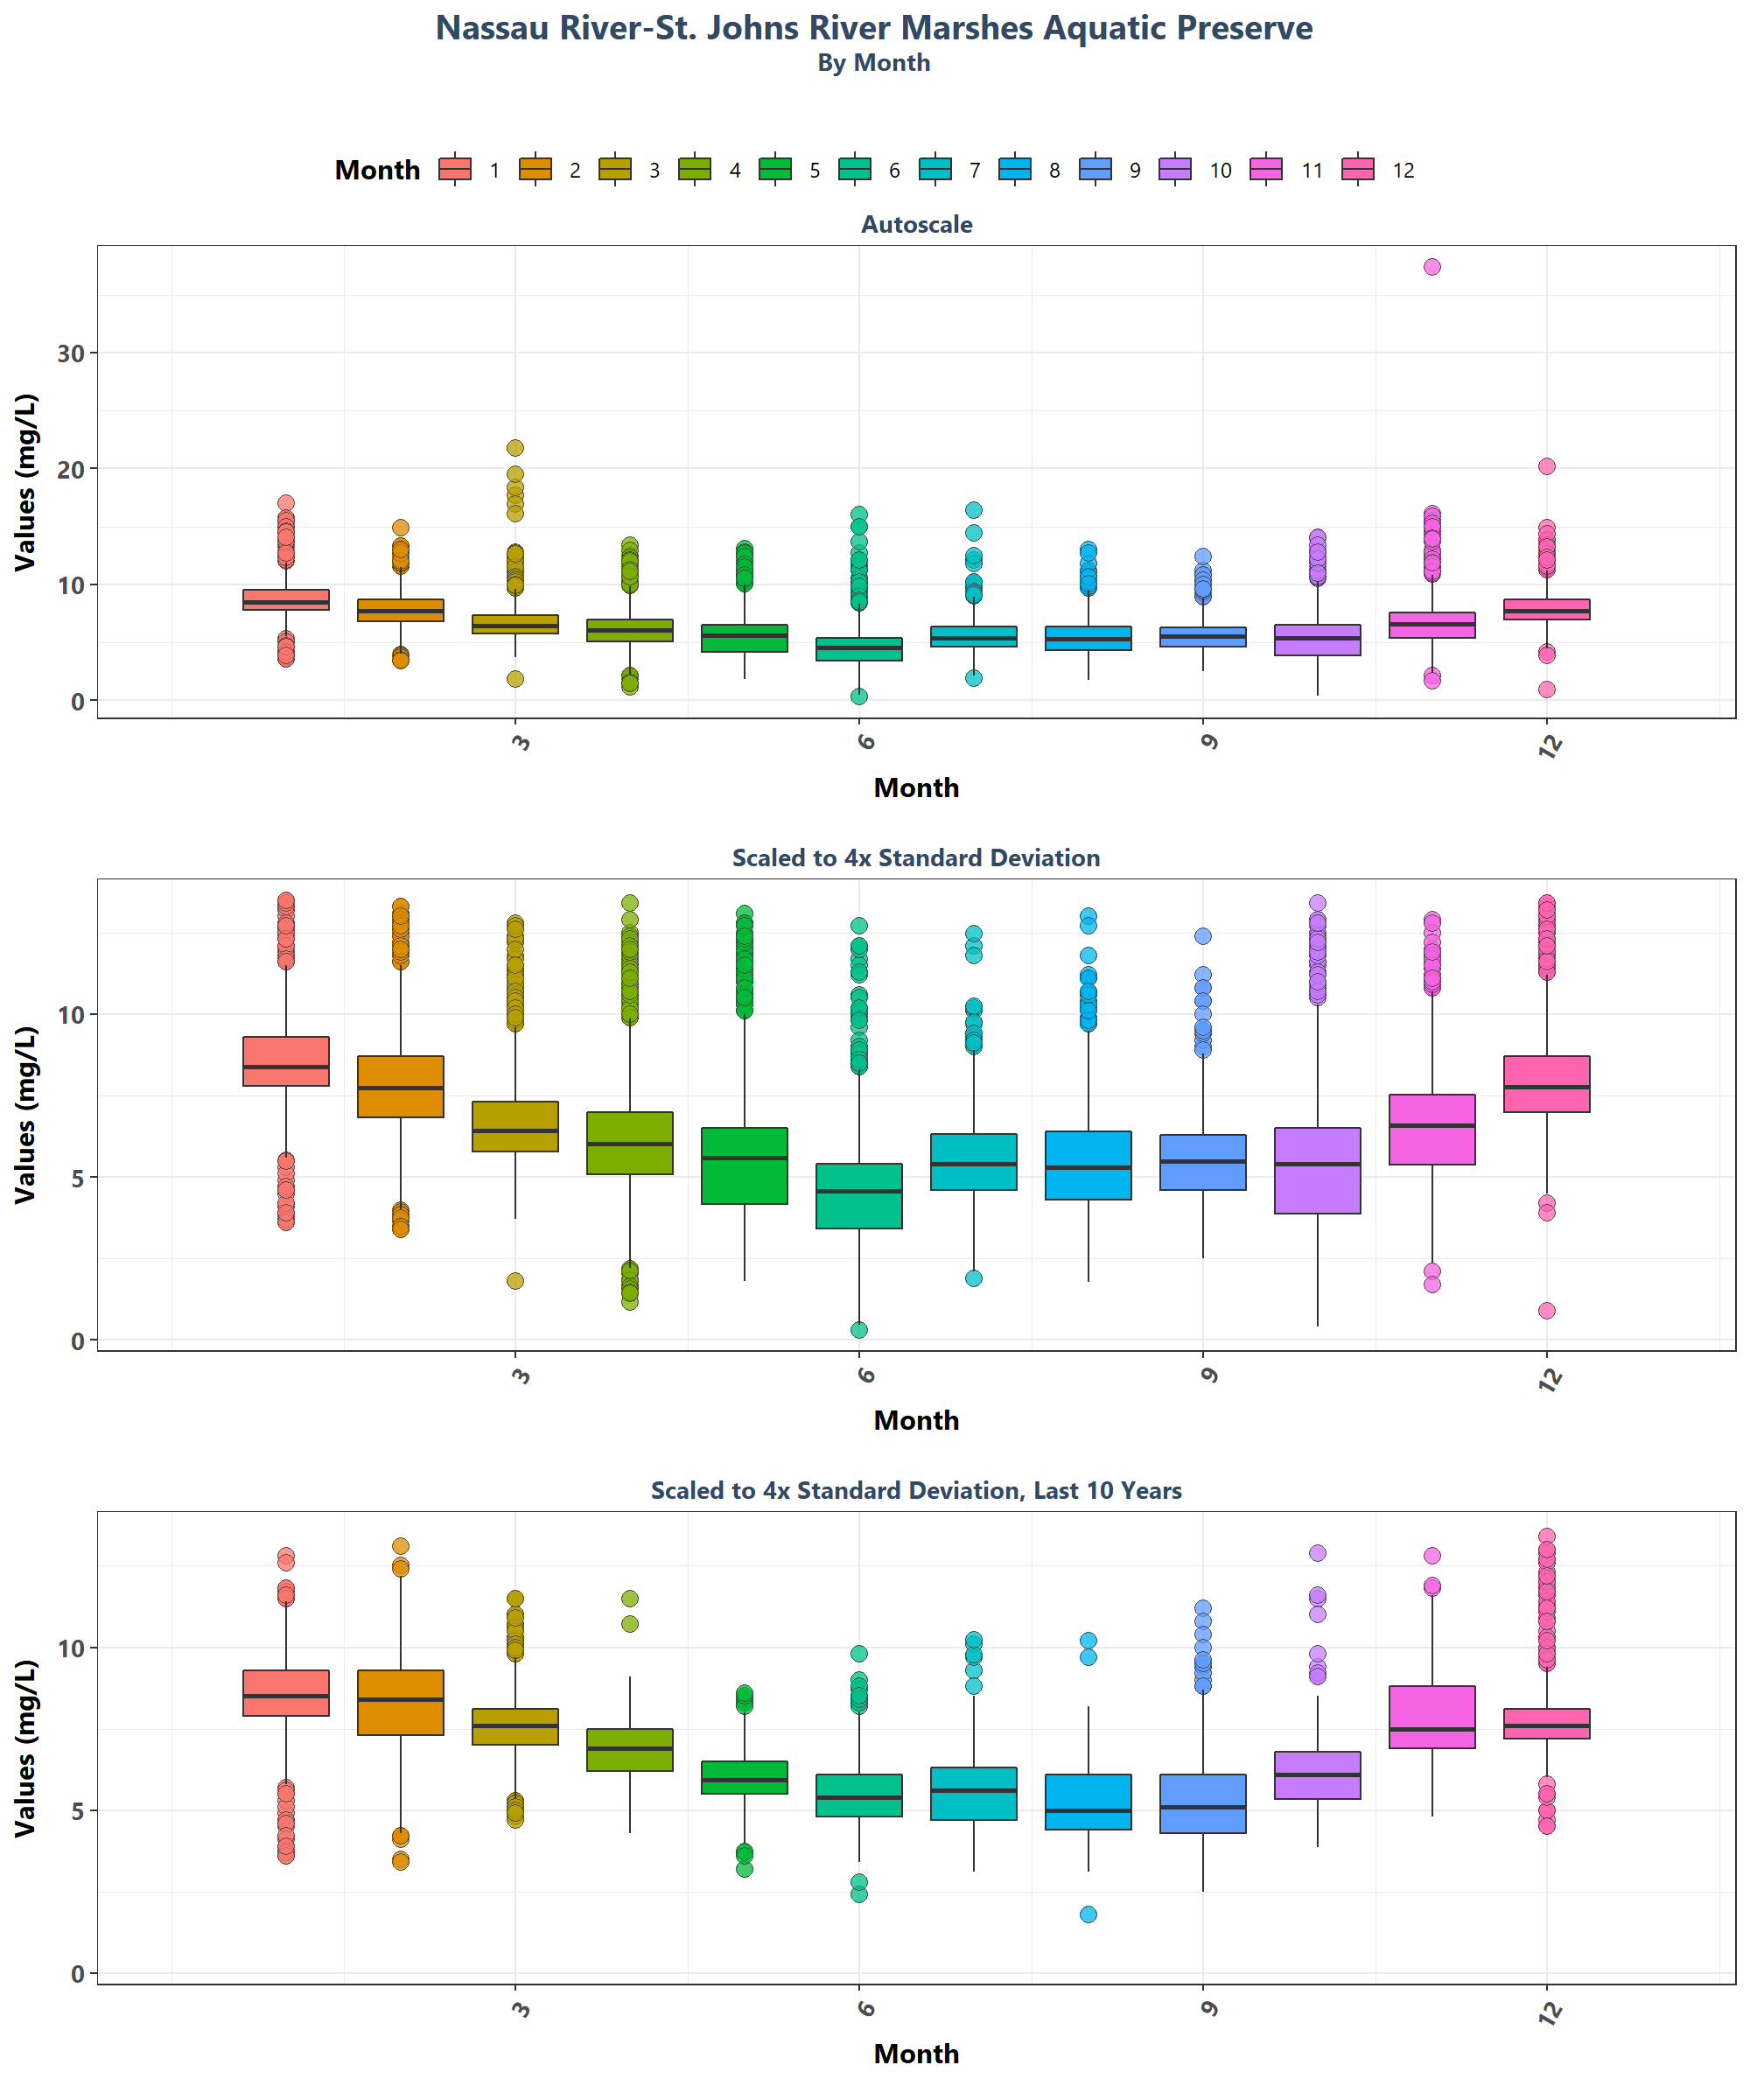 Nassau River-St. Johns River Marshes Aquatic Preserve
By Month
Month 1 2 3 4 5 6 7 8 9 10 11 12
Autoscale
Values (mg/L)
30
20
10
0
3 6 9 12
Month
Scaled to 4x Standard Deviation
Values (mg/L)
10
5
0
3 6 9 12
Month
Scaled to 4x Standard Deviation, Last 10 Years
Values (mg/L)
10
5
0
3 6 9 12
Month